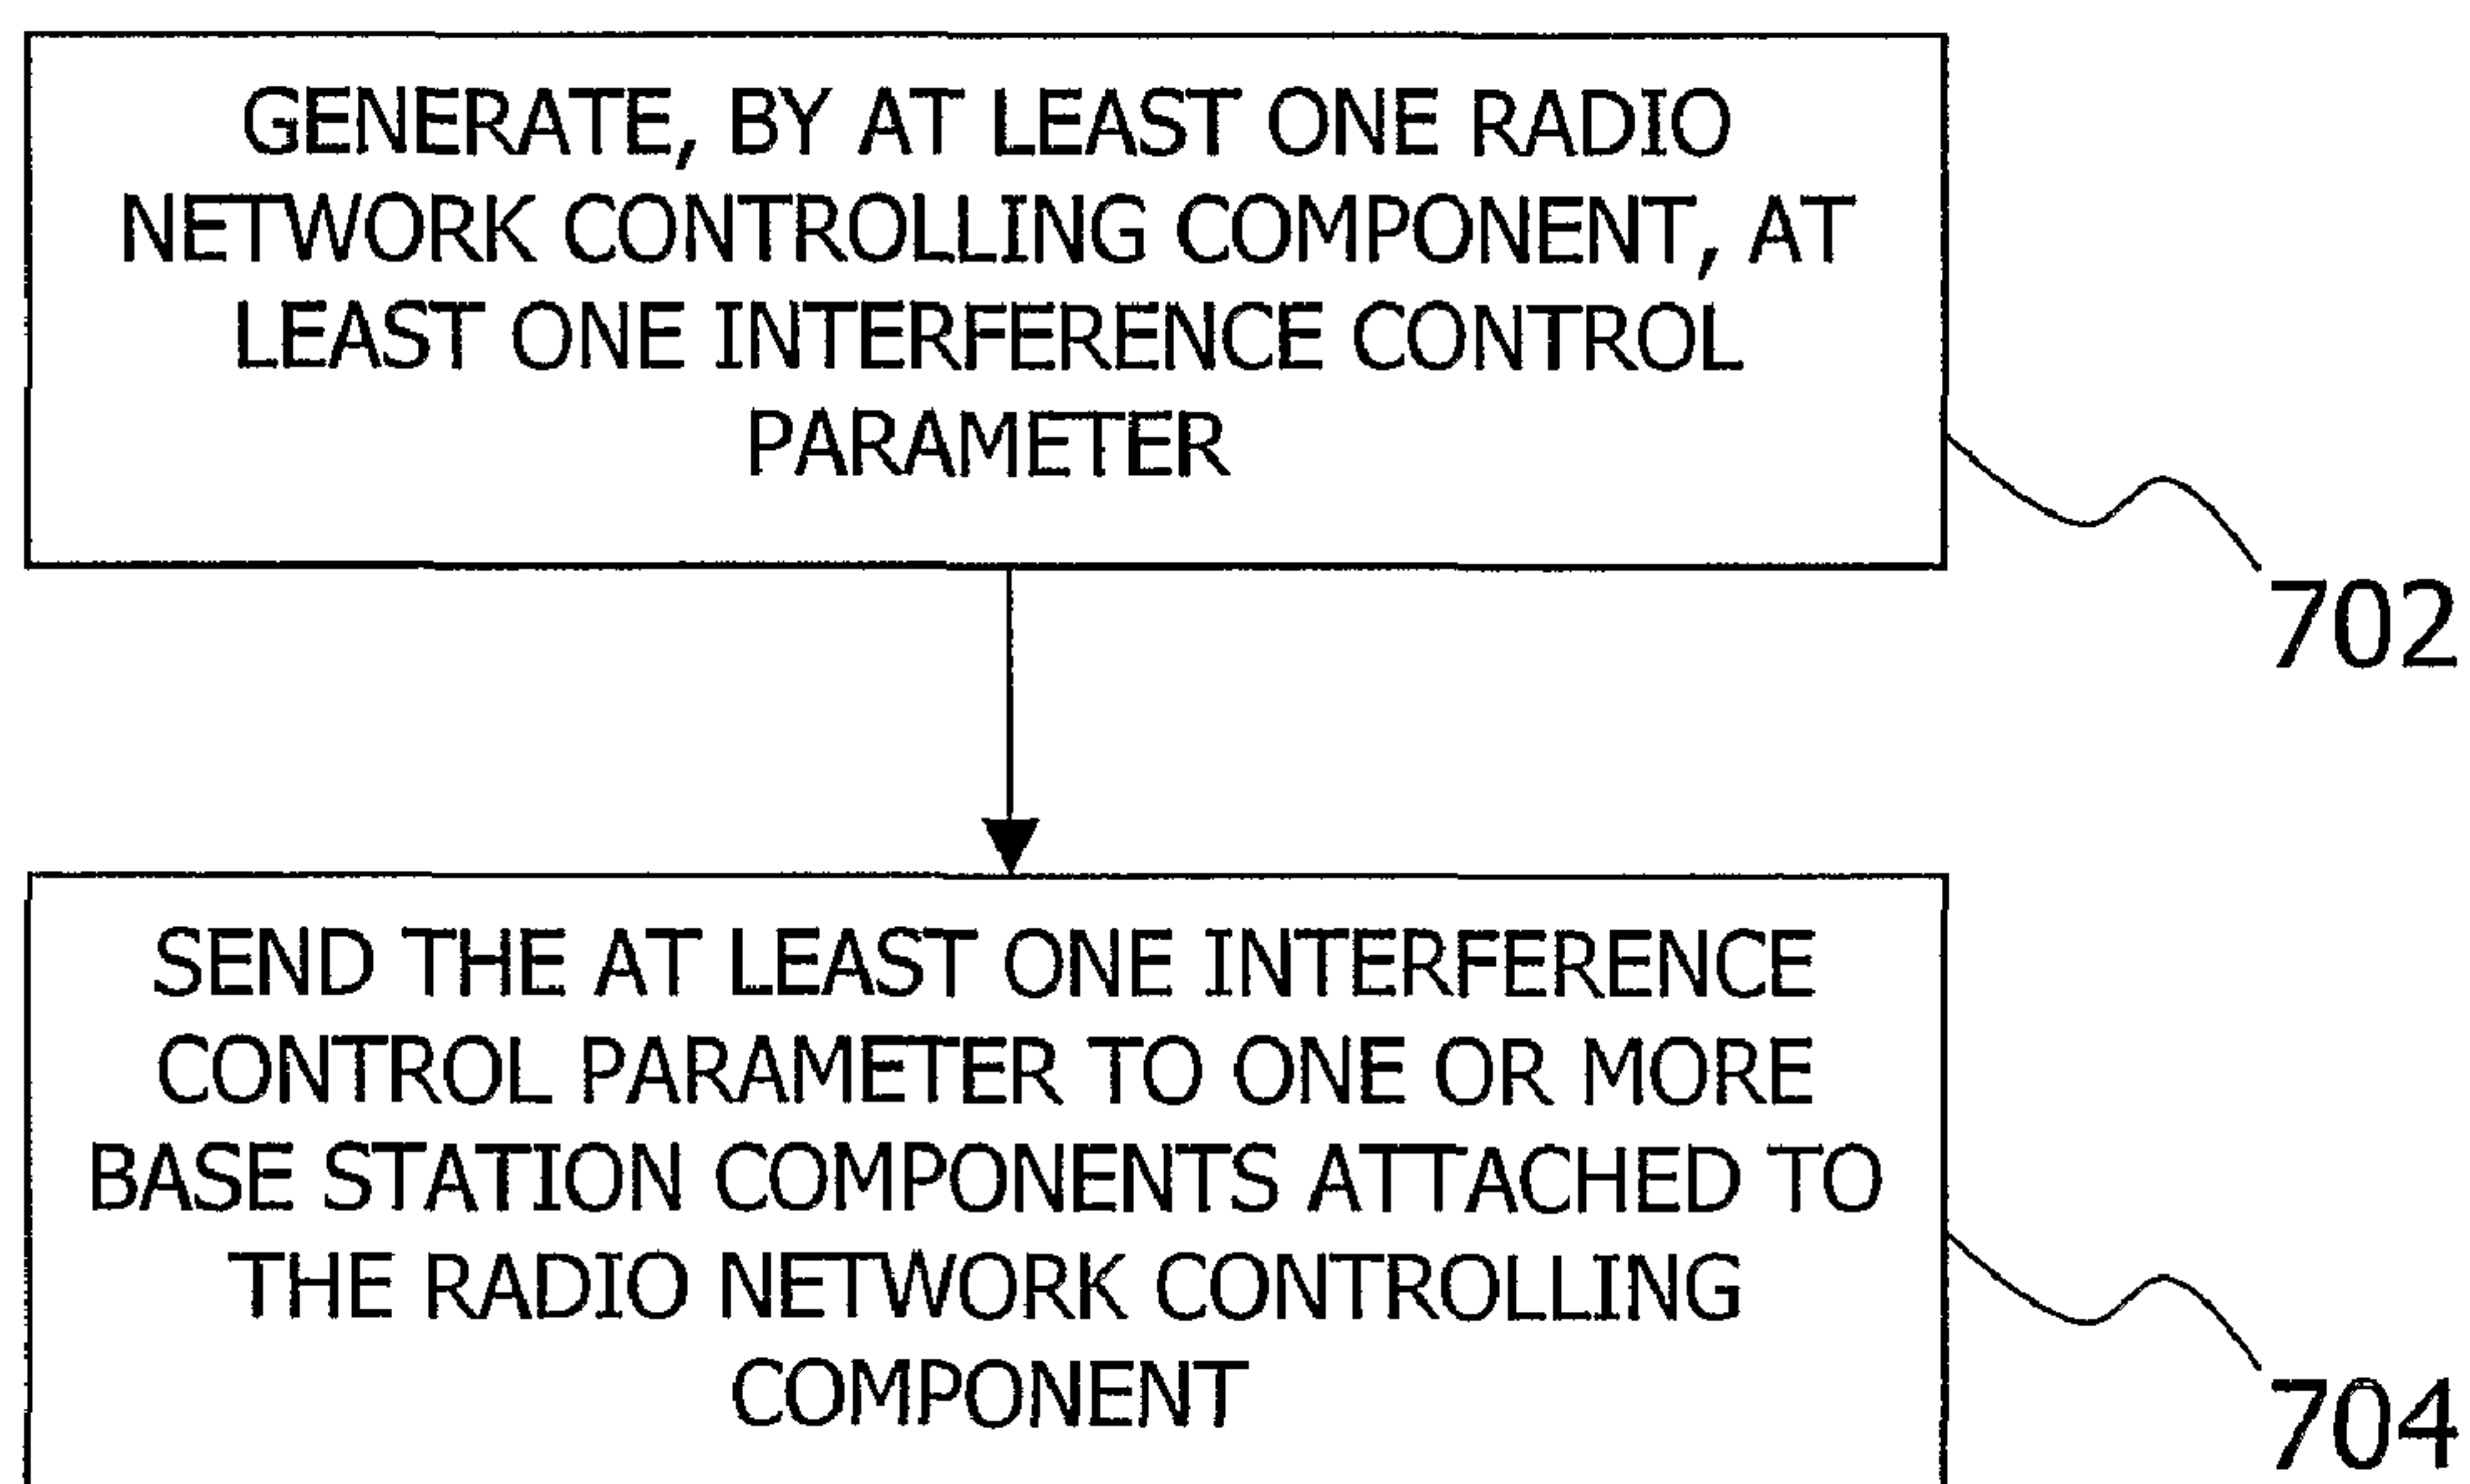 GENERATE, BY AT LEAST ONE RADIO
NETWORK CONTROLLING COMPONENT, AT
LEAST ONE INTERFERENCE CONTROL
PARAMETER
702
SEND THE AT LEAST ONE INTERFERENCE
CONTROL PARAMETER TO ONE OR MORE
BASE STATION COMPONENTS ATTACHED TO
THE RADIO NETWORK CONTROLLING
COMPONENT
704